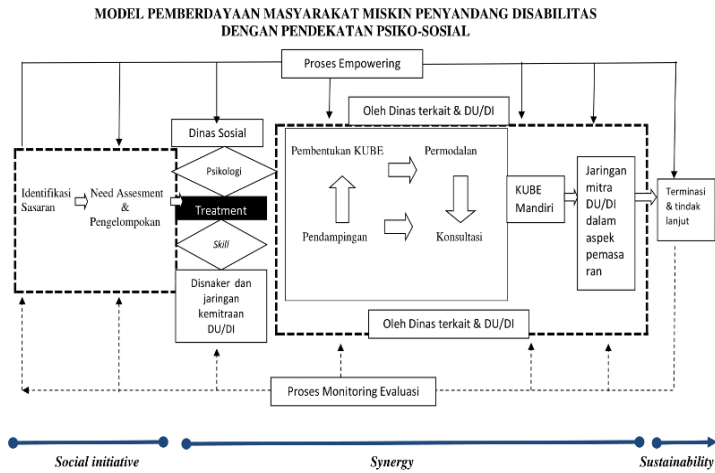 MODEL PEMBERDAYAAN MASYARAKAT MISKIN PENYANDANG DISABILITAS
DENGAN PENDEKATAN PSIKO-SOSIAL
Proses Empowering
Oleh Dinas terkait & DU/DI
Dinas Sosial
Psikologi
Treatment
Skill
Disnaker dan
jaringan
kemitraan
DU/DI
Identifikasi
Sasaran
Need Assesment
&
Pengelompokan
Pembentukan KUBE
Permodalan
Pendampingan
Konsultasi
KUBE
Mandiri
Jaringan
mitra
DU/DI
dalam
aspek
pemasa
ran
Terminasi
& tindak
lanjut
Oleh Dinas terkait & DU/DI
Proses Monitoring Evaluasi
Social initiative
Synergy
Sustainability